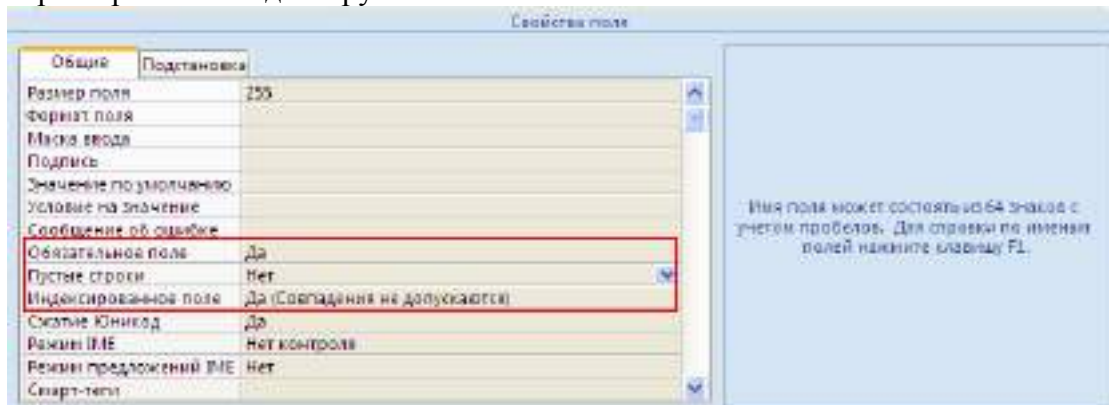 Свойства поля
Общие Подстановка
Размер поля 255
Формат поля
Маска ввода
Подпись
Значение по умолчанию
Условие на значение
Сообщение об ошибке
Обязательное поле Да
Пустые строки Нет
Индексированное поле Да (Совпадения не допускаются)
Сжатие Юникод Да
Режим IME Нет контроля
Режим предложений IME Нет
Смарт-теги
Имя поля может состоять из 64 знаков с
учетом пробелов. Для справки по именам
полей нажмите клавишу F1.